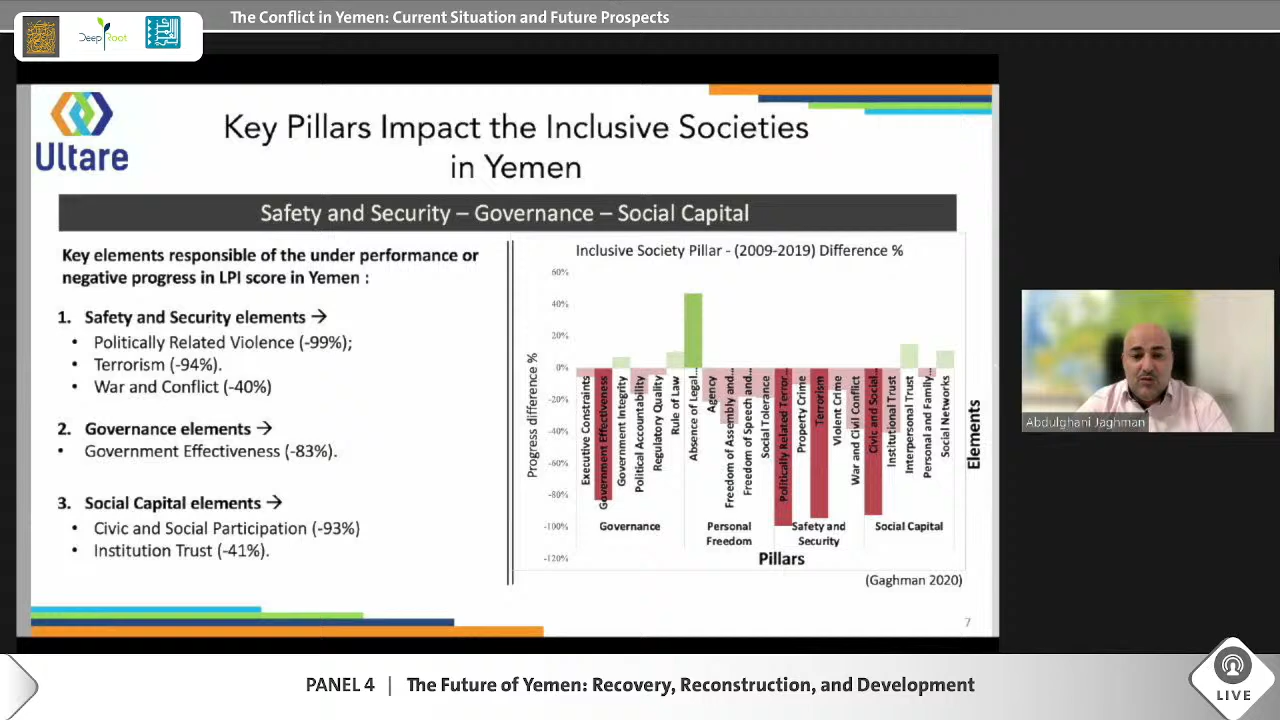 The Conflict in Yemen: Current Situation and Future Prospects
DeepRoot
Ultare
Key Pillars Impact the Inclusive Societies
in Yemen
Safety and Security – Governance – Social Capital
Key elements responsible of the under performance or
negative progress in LPI score in Yemen :
1. Safety and Security elements →
• Politically Related Violence (-99%);
• Terrorism (-94%).
• War and Conflict (-40%)
2. Governance elements →
• Government Effectiveness (-83%).
3. Social Capital elements →
• Civic and Social Participation (-93%)
• Institution Trust (-41%).
Inclusive Society Pillar - (2009-2019) Difference %
Progress difference %
60%
40%
20%
0%
-20%
-40%
-60%
-80%
-100%
-120%
Executive Constraints
Government Effectiveness
Government Integrity
Political Accountability
Regulatory Quality
Rule of Law
Absence of Legal...
Agency
Freedom of Assembly and...
Freedom of Speech and...
Social Tolerance
Politically Related Terror...
Property Crime
Terrorism
Violent Crime
War and Civil Conflict
Civic and Social...
Institutional Trust
Interpersonal Trust
Personal and Family...
Social Networks
Governance
Personal
Freedom
Safety and
Security
Social Capital
Pillars
Elements
(Gaghman 2020)
7
Abdulghani Jaghman
PANEL 4 | The Future of Yemen: Recovery, Reconstruction, and Development
LIVE